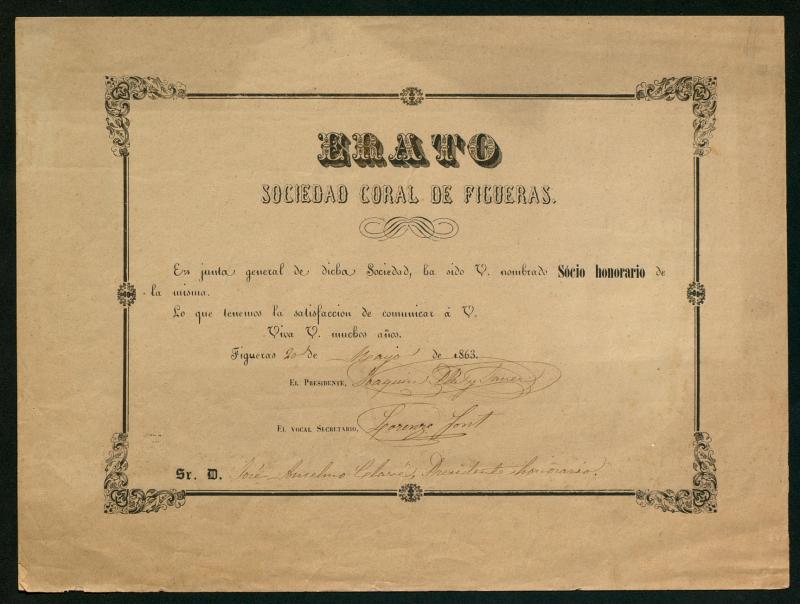 ERATO
SOCIEDAD CORAL DE FIGUERAS.
En junta general de dicha Sociedad, ha sido V. nombrado Sócio honorario de
la misma.
Lo que tenemos la satisfaccion de comunicar á V.
Viva V. muchos años.
Figueras 20 de Mayo de 1863.
EL PRESIDENTE, Joaquin
EL VOCAL SECRETARIO, Lorenzo Font
Sr. D. José Anselmo Clavé, Presidente honorario.